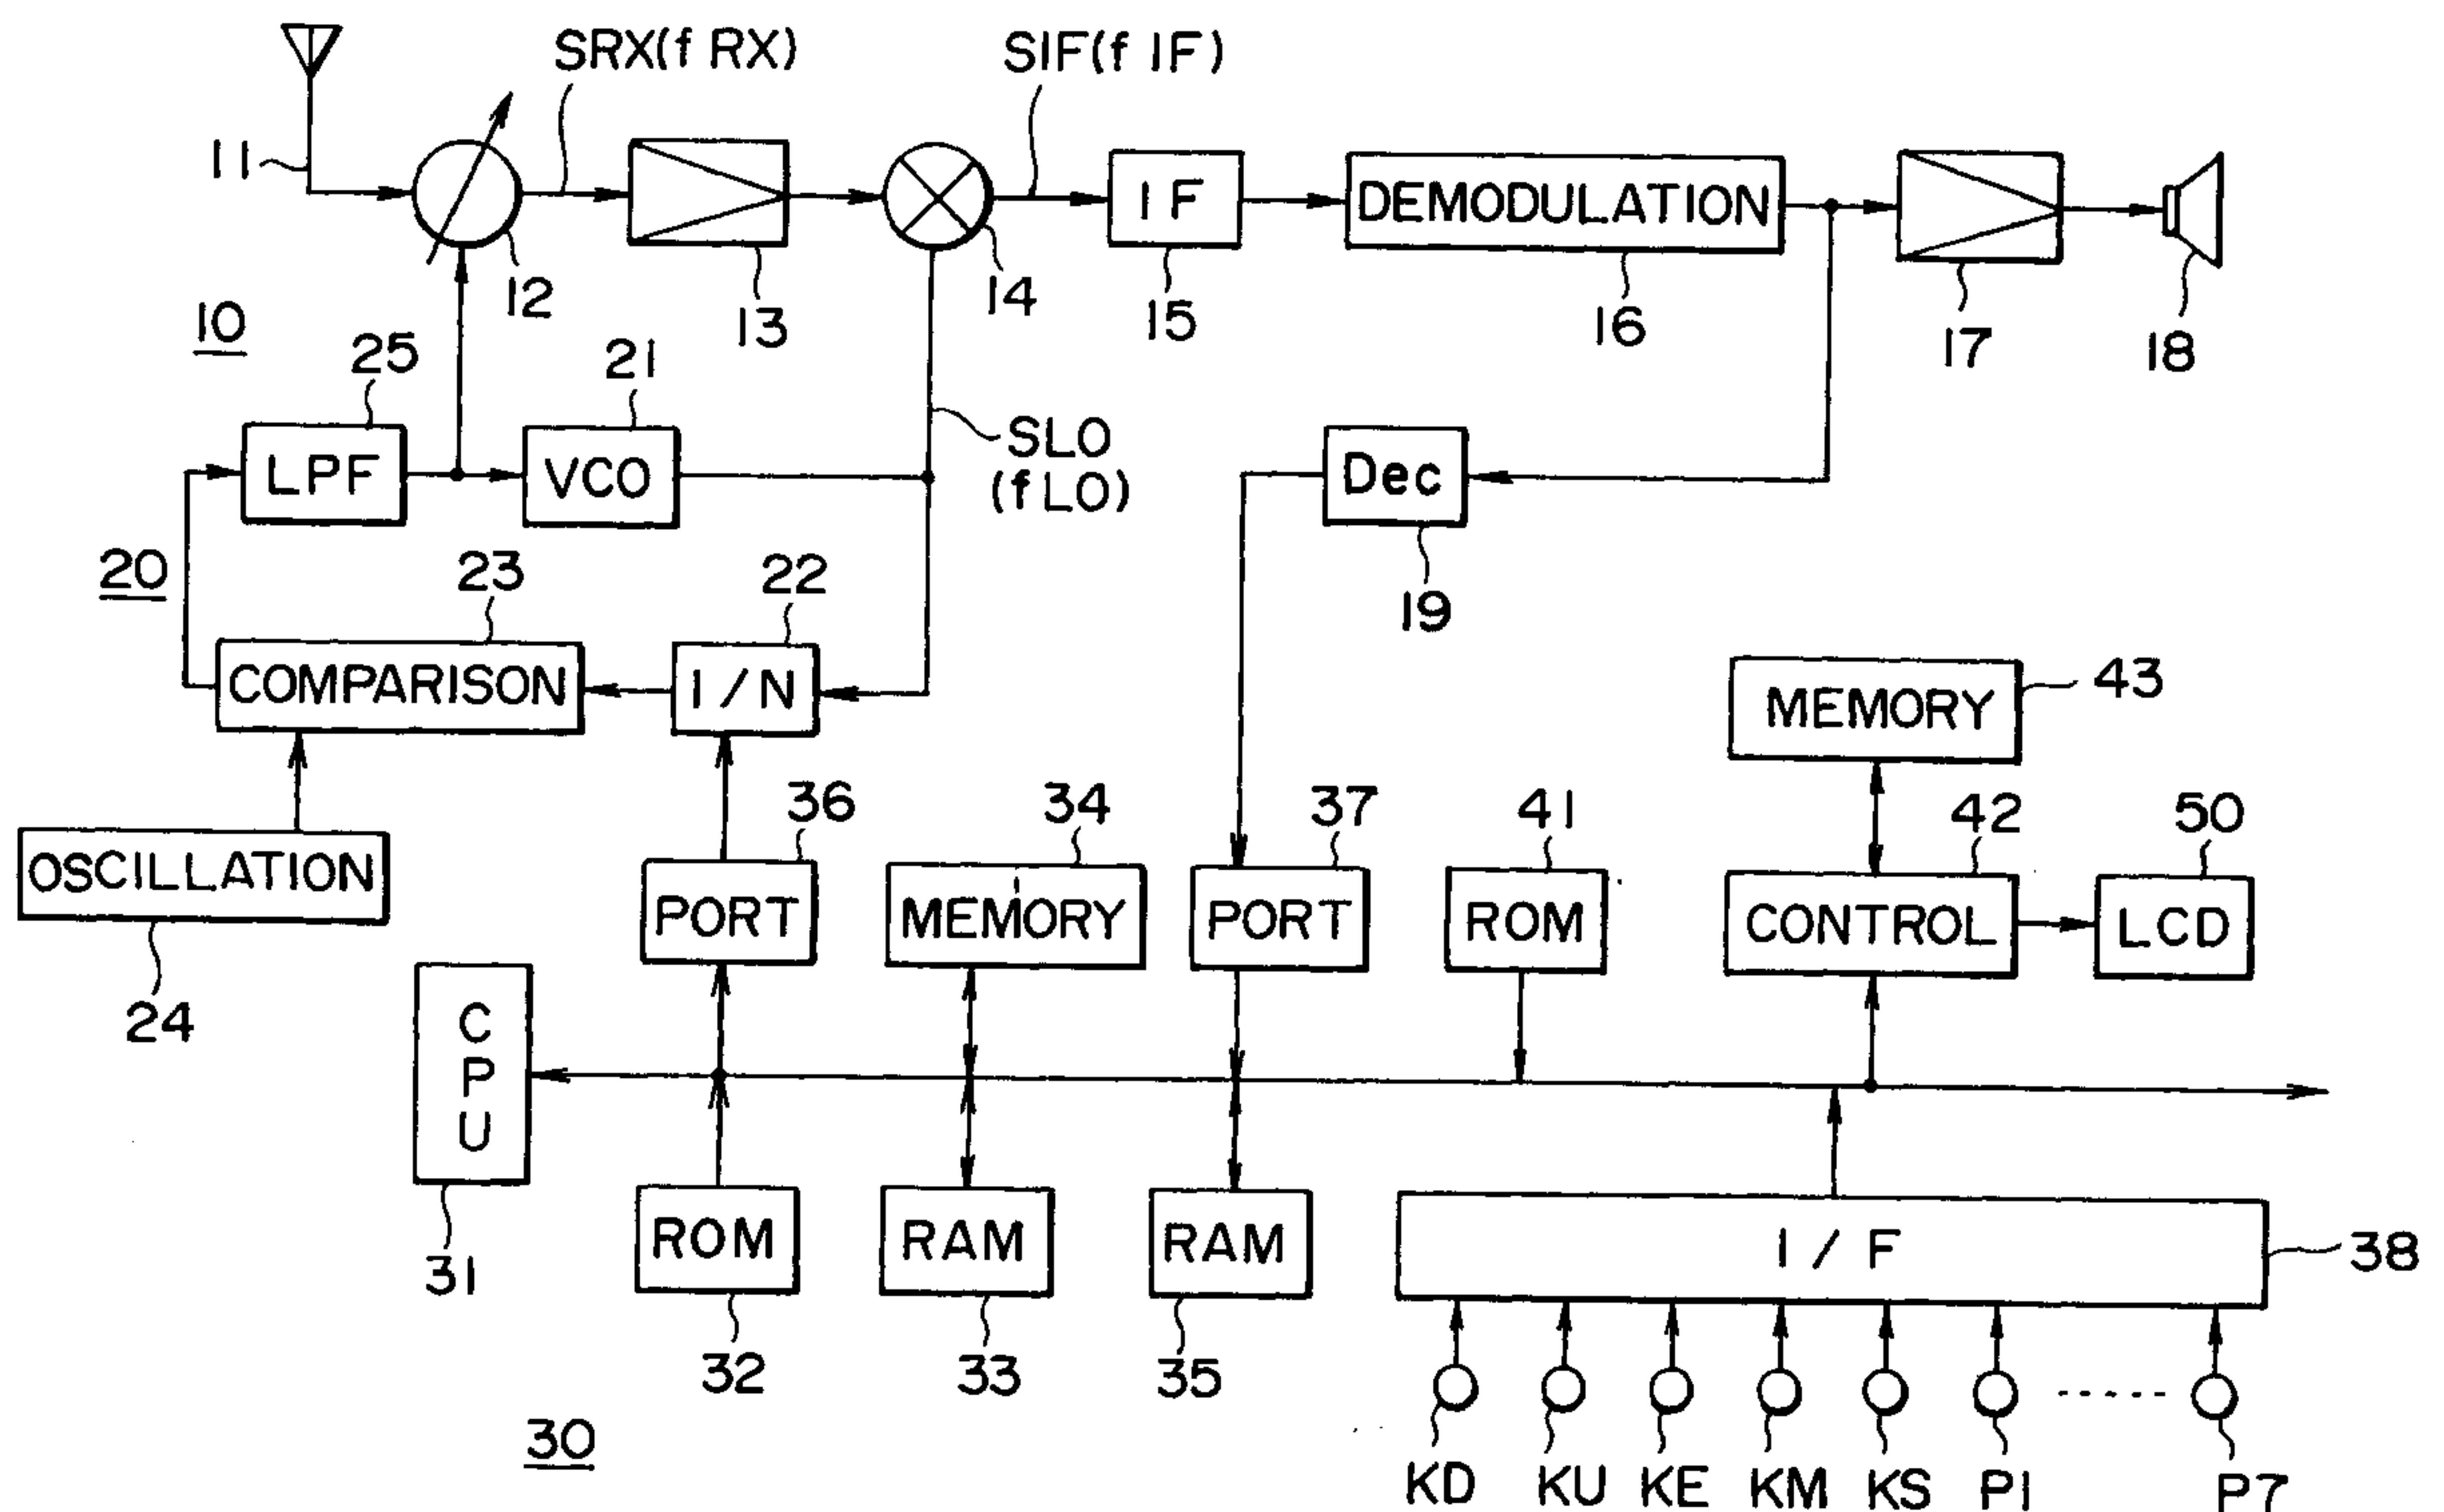 SRX(f RX)
SIF(f IF)
11
12
13
14
IF
15
DEMODULATION
16
17
18
10
25
21
LPF
VCO
SLO
(f LO)
Dec
19
20
23
22
COMPARISON
1/N
43
MEMORY
36
34
37
41
42
50
OSCILLATION
24
PORT
MEMORY
PORT
ROM
CONTROL
LCD
CPU
31
ROM
32
RAM
33
RAM
35
I/F
38
30
KD
KU
KE
KM
KS
P1
.....
P7